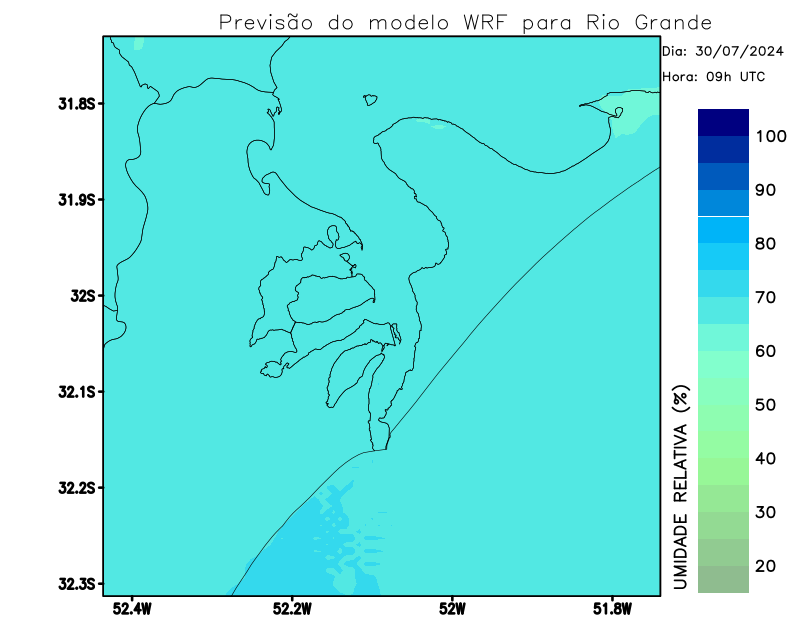 Previsão do modelo WRF para Rio Grande
Dia: 30/07/2024
Hora: 09h UTC
31.8S
31.9S
32S
32.1S
32.2S
32.3S
52.4W
52.2W
52W
51.8W
100
90
80
70
60
50
40
30
20
UMIDADE RELATIVA (%)